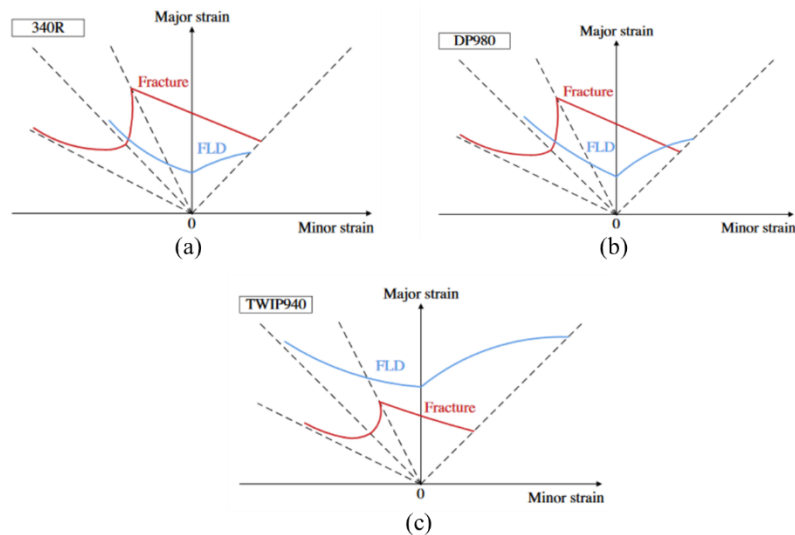 340R
Major strain
Fracture
FLD
0
Minor strain
(a)
DP980
Major strain
Fracture
FLD
0
Minor strain
(b)
TWIP940
Major strain
FLD
Fracture
0
Minor strain
(c)